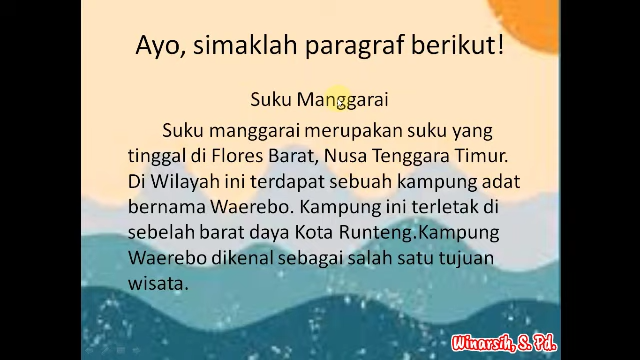 Ayo, simaklah paragraf berikut!
Suku Manggarai
Suku manggarai merupakan suku yang
tinggal di Flores Barat, Nusa Tenggara Timur.
Di Wilayah ini terdapat sebuah kampung adat
bernama Waerebo. Kampung ini terletak di
sebelah barat daya Kota Runteng.Kampung
Waerebo dikenal sebagai salah satu tujuan
wisata.
Winarsih, S. Pd.